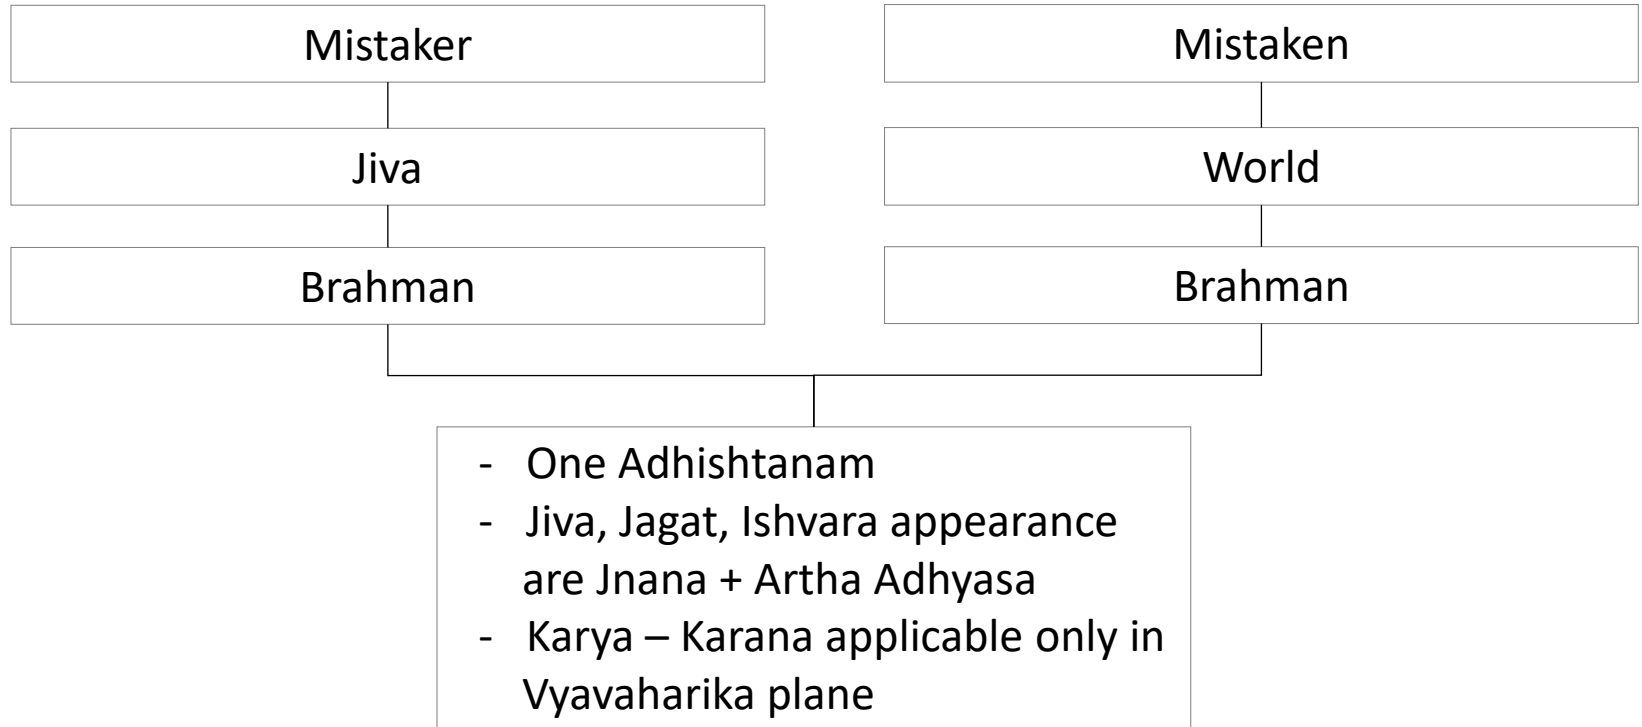 Mistaker
Mistaken
Jiva
World
Brahman
Brahman
- One Adhishtanam
- Jiva, Jagat, Ishvara appearance
are Jnana + Artha Adhyasa
- Karya – Karana applicable only in
Vyavaharika plane